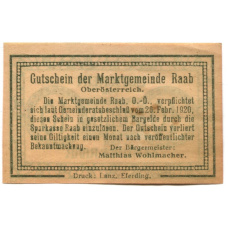 Gutschein der Marktgemeinde Raab
Oberösterreich.
Die Marktgemeinde Raab, O.-Ö., verpflichtet
sich laut Gemeinderatsbeschluß vom 28. Febr. 1920,
diesen Schein in gesetzlichem Bargelde durch die
Sparkasse Raab einzulösen. Der Gutschein verliert
seine Giltigkeit einen Monat nach veröffentlichter
Bekanntmachung.
Der Bürgermeister:
Matthias Wohlmacher.
Druck: Lanz, Eferding.